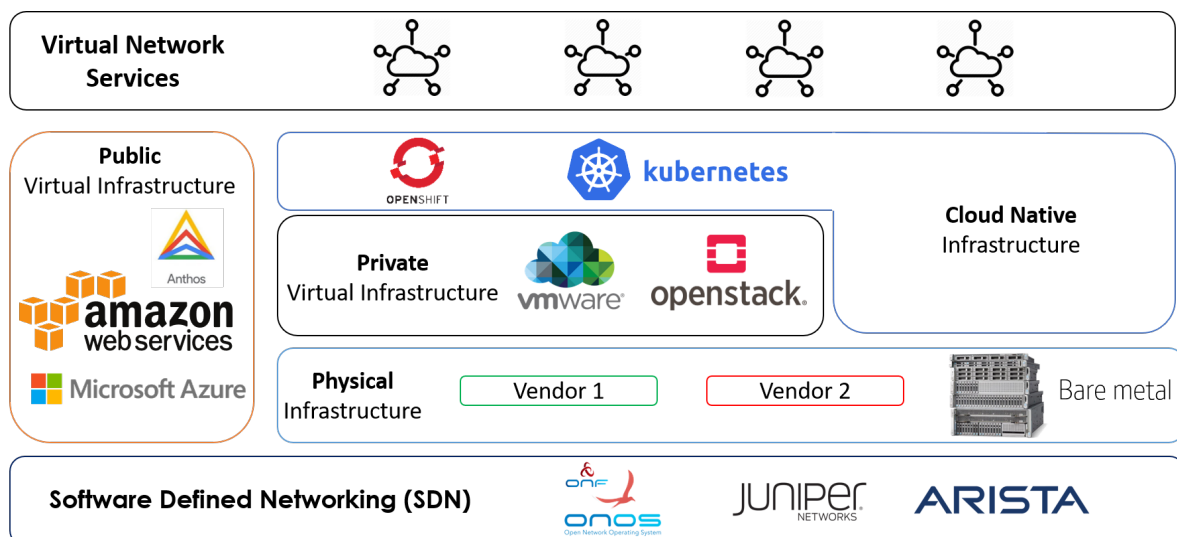 Virtual Network
Services
Public
Virtual Infrastructure
Anthos
amazon
web services
Microsoft Azure
OPENSHIFT
kubernetes
Cloud Native
Infrastructure
Private
Virtual Infrastructure
vmware®
openstack®
Physical
Infrastructure
Vendor 1
Vendor 2
Bare metal
Software Defined Networking (SDN)
ONF
ONOS
Open Network Operating System
JUNIPER
NETWORKS
ARISTA